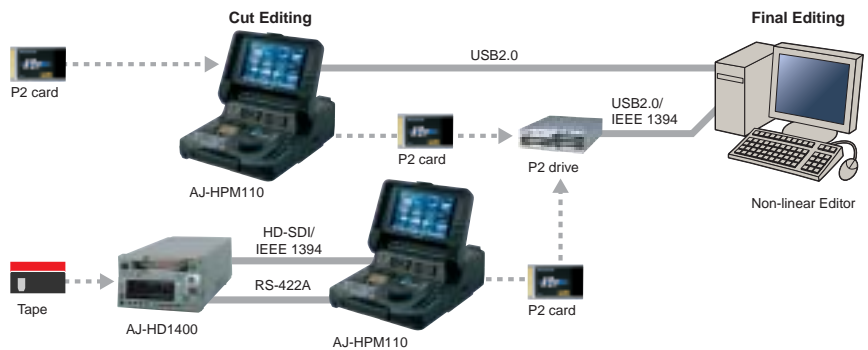 Cut Editing
Final Editing
P2 card
USB2.0
USB2.0/
IEEE 1394
P2 card
P2 drive
AJ-HPM110
Non-linear Editor
HD-SDI/
IEEE 1394
RS-422A
Tape
AJ-HD1400
P2 card
AJ-HPM110